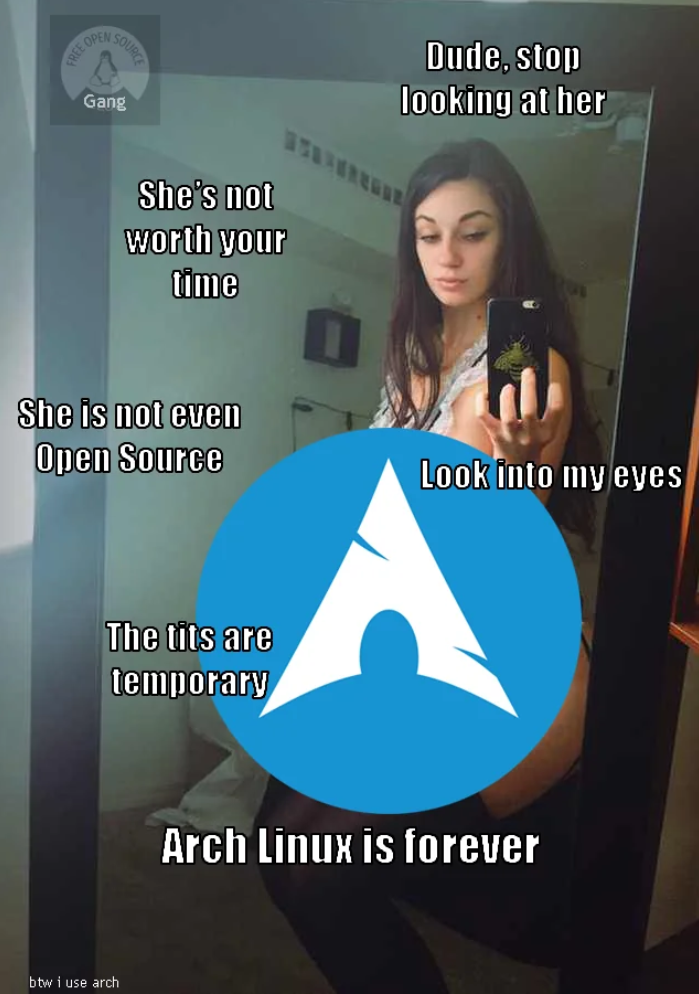 FREE OPEN SOURCE
Gang
Dude, stop
looking at her
She's not
worth your
time
She is not even
Open Source
Look into my eyes
The tits are
temporary
Arch Linux is forever
btw i use arch